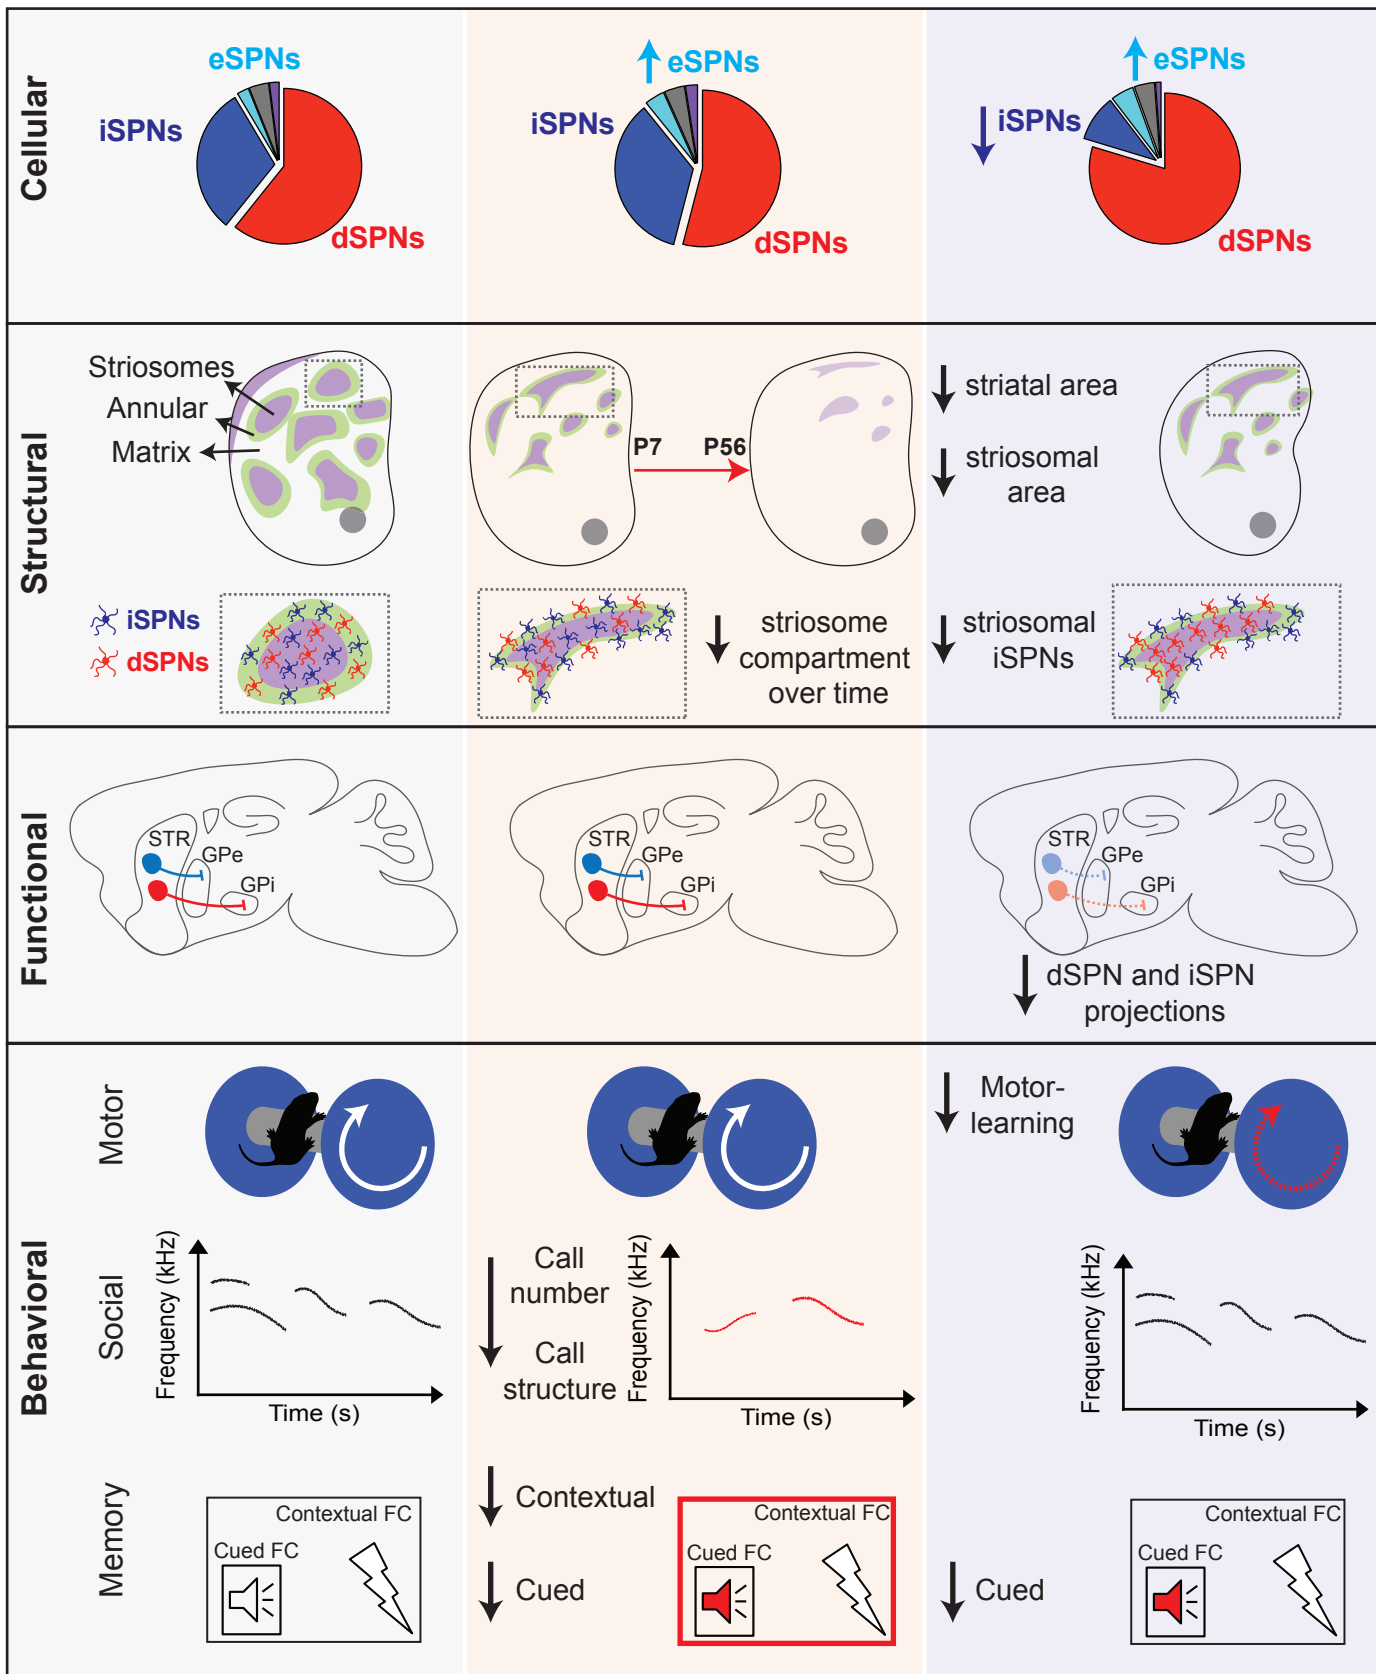 Cellular
eSPNs
iSPNs
dSPNs
eSPNs
iSPNs
dSPNs
eSPNs
iSPNs
dSPNs
Structural
Striosomes
Annular
Matrix
iSPNs
dSPNs
P7
P56
striosome
compartment
over time
striatal area
striosomal
area
striosomal
iSPNs
Functional
STR
GPe
GPi
STR
GPe
GPi
STR
GPe
GPi
dSPN and iSPN
projections
Behavioral
Motor
Motor-
learning
Social
Frequency (kHz)
Time (s)
Call
number
Call
structure
Frequency (kHz)
Time (s)
Frequency (kHz)
Time (s)
Memory
Contextual FC
Cued FC
Contextual
Cued
Contextual FC
Cued FC
Cued
Contextual FC
Cued FC